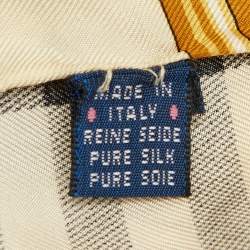 MADE IN
ITALY
REINE SEIDE
PURE SILK
PURE SOIE